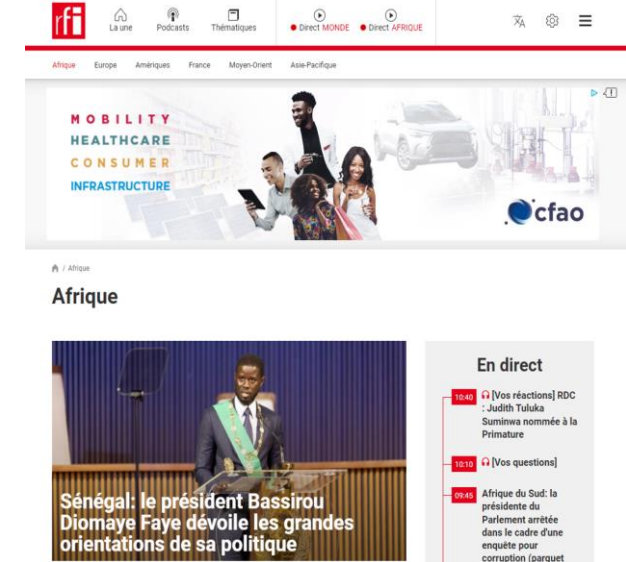 rfi
La une
Podcasts
Thématiques
Direct MONDE
Direct AFRIQUE
Afrique
Europe
Amériques
France
Moyen-Orient
Asie-Pacifique
MOBILITY
HEALTHCARE
CONSUMER
INFRASTRUCTURE
cfao
/ Afrique
Afrique
Sénégal: le président Bassirou
Diomaye Faye dévoile les grandes
orientations de sa politique
En direct
10:40
[Vos réactions] RDC
: Judith Tuluka
Suminwa nommée à la
Primature
10:10
[Vos questions]
09:45
Afrique du Sud: la
présidente du
Parlement arrêtée
dans le cadre d'une
enquête pour
corruption (parquet